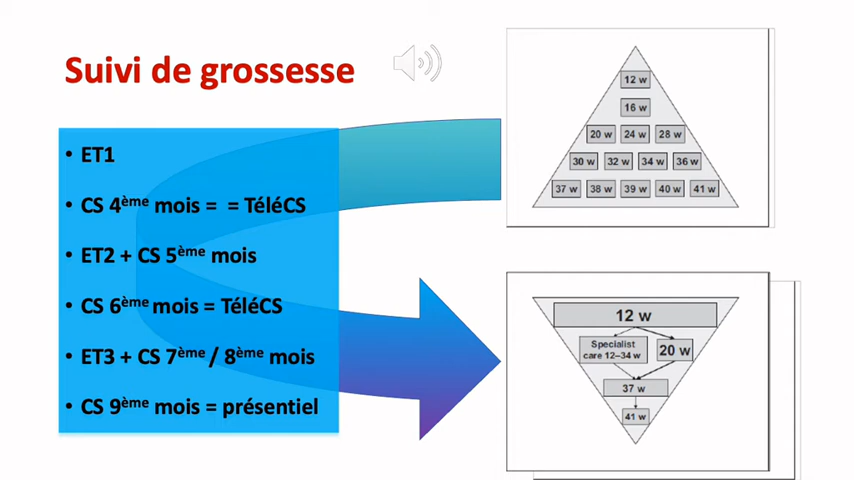 Suivi de grossesse
• ET1
• CS 4ème mois = = TéléCS
• ET2 + CS 5ème mois
• CS 6ème mois = TéléCS
• ET3 + CS 7ème / 8ème mois
• CS 9ème mois = présentiel
12 w
16 w
20 w 24 w 28 w
30 w 32 w 34 w 36 w
37 w 38 w 39 w 40 w 41 w
12 w
Specialist
care 12–34 w
20 w
37 w
41 w